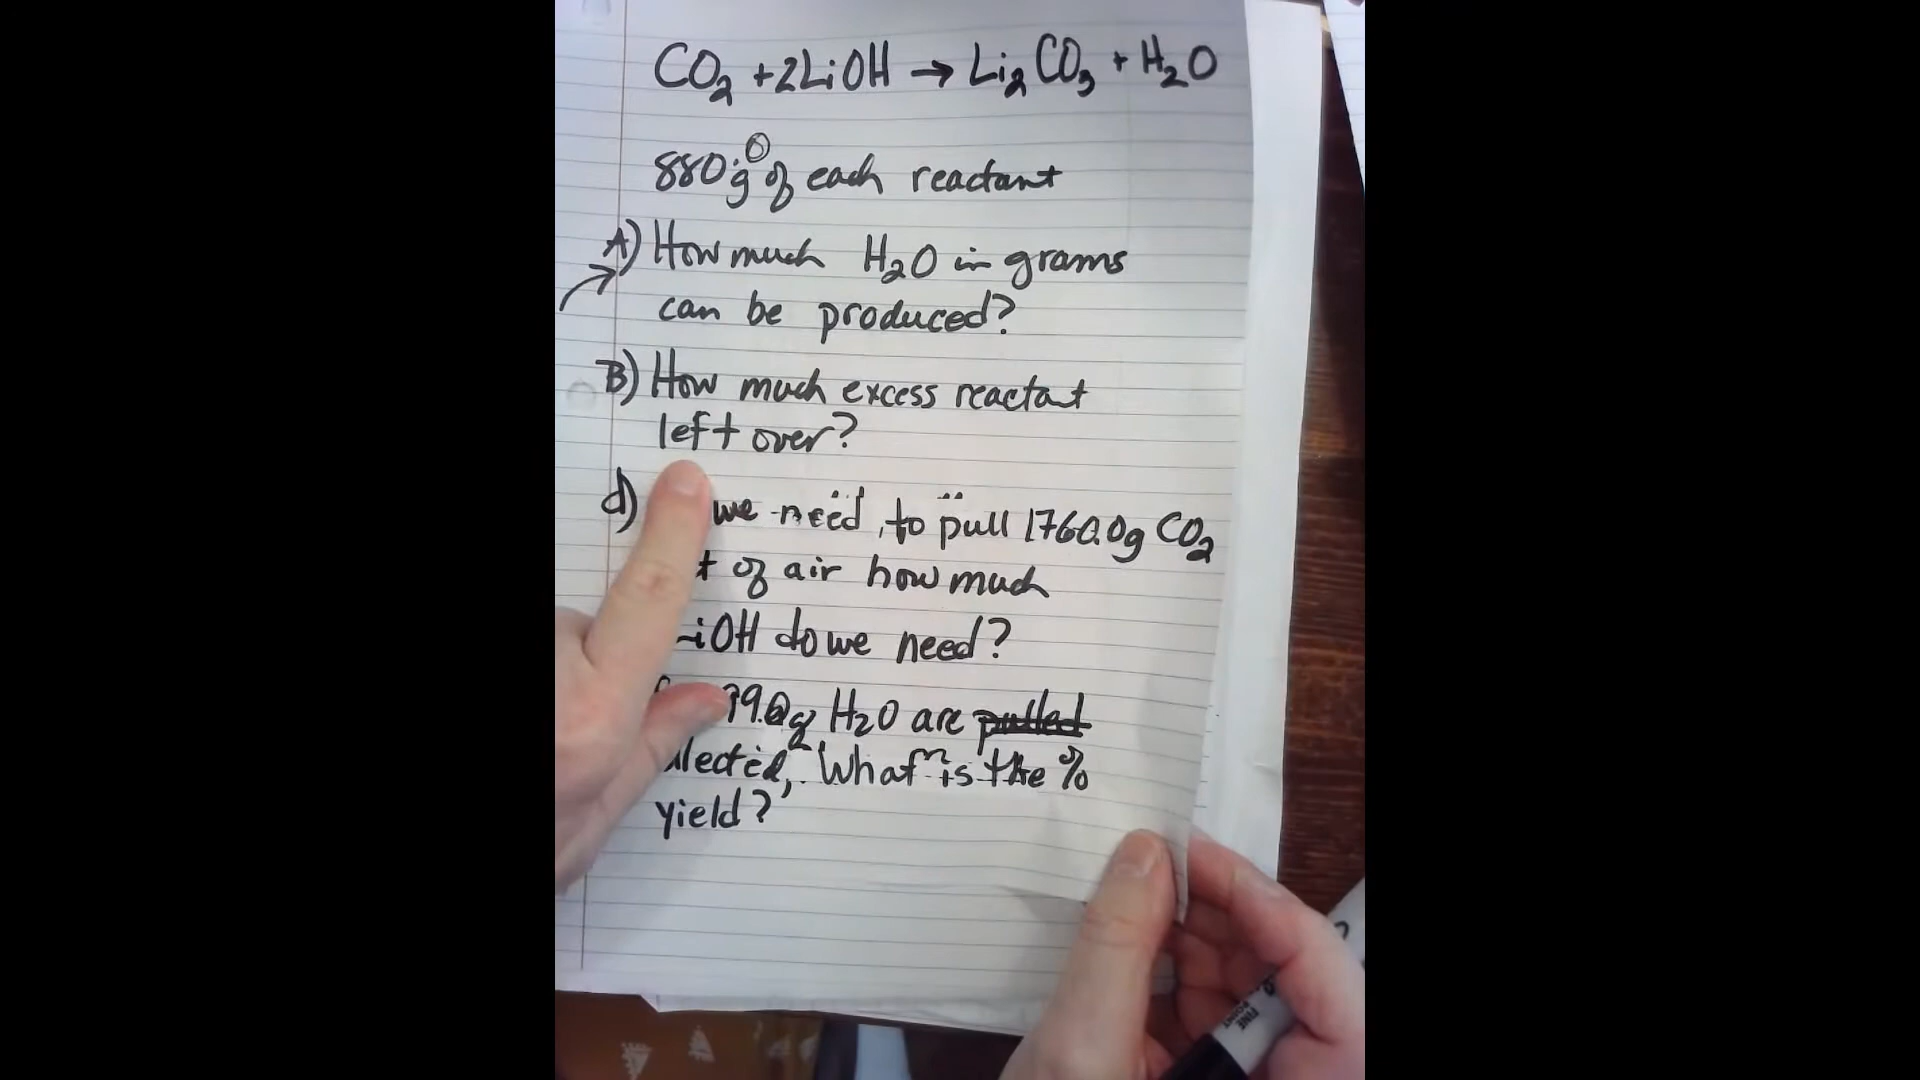 CO2 + 2LiOH → Li2CO3 + H2O
880.g of each reactant
A) How much H2O in grams
can be produced?
B) How much excess reactant
left over?
d) we need to pull 1760.0g CO2
of air how much
LiOH do we need?
99.0g H2O are pulled
What is the %
yield?
FINE
POINT